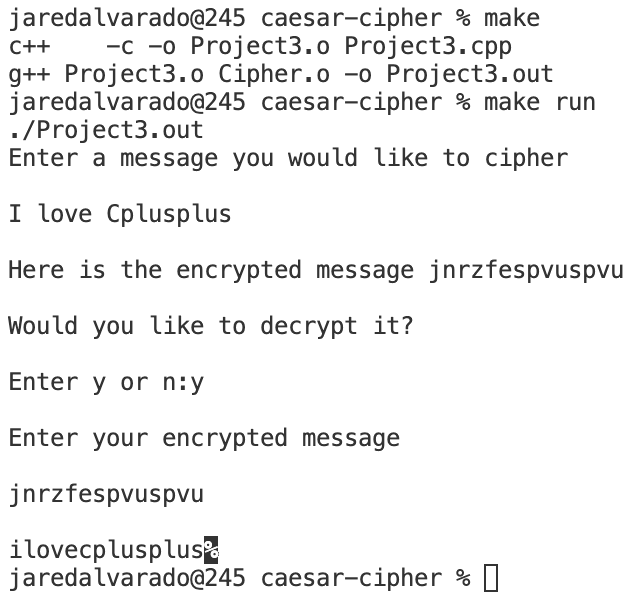 jaredalvarado@245 caesar-cipher % make
c++    -c -o Project3.o Project3.cpp
g++ Project3.o Cipher.o -o Project3.out
jaredalvarado@245 caesar-cipher % make run
./Project3.out
Enter a message you would like to cipher
I love Cplusplus
Here is the encrypted message jnrzfespvuspvu
Would you like to decrypt it?
Enter y or n:y
Enter your encrypted message
jnrzfespvuspvu
ilovecplusplus%
jaredalvarado@245 caesar-cipher %